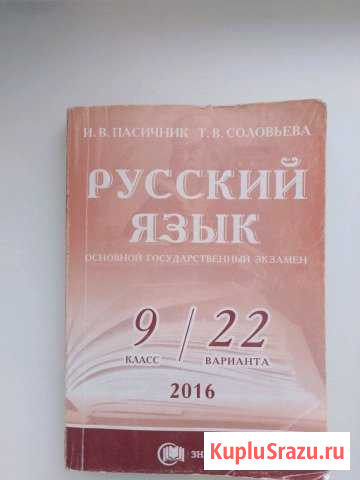 И. В. ПАСИЧНИК Т. В. СОЛОВЬЕВА
РУССКИЙ
ЯЗЫК
ОСНОВНОЙ ГОСУДАРСТВЕННЫЙ ЭКЗАМЕН
9 / 22
КЛАСС ВАРИАНТА
2016
KupluSrazu.ru